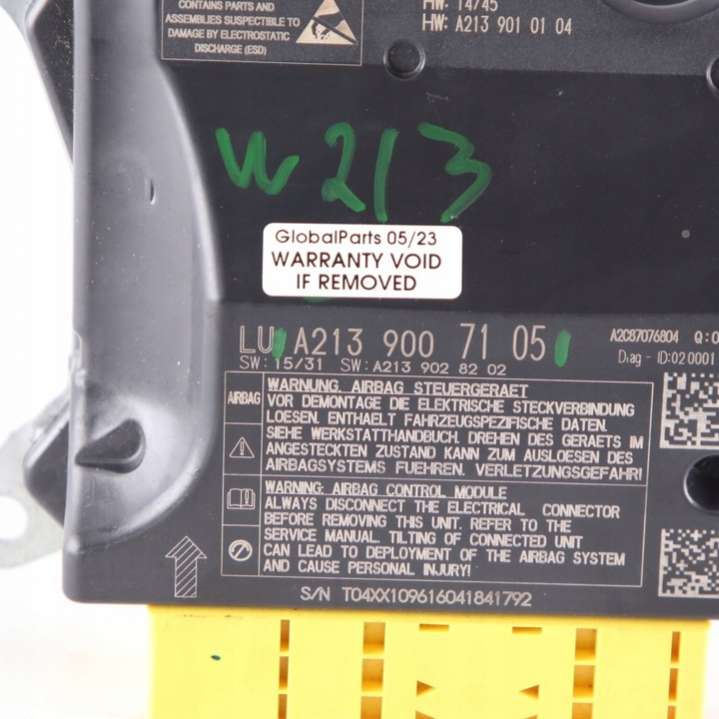 CONTAINS PARTS AND
ASSEMBLIES SUSCEPTIBLE TO
DAMAGE BY ELECTROSTATIC
DISCHARGE (ESD)
HW: 14/45
HW: A213 901 01 04
W213
GlobalParts 05/23
WARRANTY VOID
IF REMOVED
LU A213 900 71 05
A2C87076804 Q:0
SW: 15/31 SW: A213 902 82 02
Diag - ID:020001
AIRBAG
WARNUNG, AIRBAG STEUERGERAET
VOR DEMONTAGE DIE ELEKTRISCHE STECKVERBINDUNG
LOESEN. ENTHAELT FAHRZEUGSPEZIFISCHE DATEN.
SIEHE WERKSTATTHANDBUCH. DREHEN DES GERAETS IM
ANGESTECKTEN ZUSTAND KANN ZUM AUSLOESEN DES
AIRBAGSYSTEMS FUEHREN. VERLETZUNGSGEFAHR!
WARNING: AIRBAG CONTROL MODULE
ALWAYS DISCONNECT THE ELECTRICAL CONNECTOR
BEFORE REMOVING THIS UNIT. REFER TO THE
SERVICE MANUAL TILTING OF CONNECTED UNIT
CAN LEAD TO DEPLOYMENT OF THE AIRBAG SYSTEM
AND CAUSE PERSONAL INJURY!
S/N T04XX109616041841792